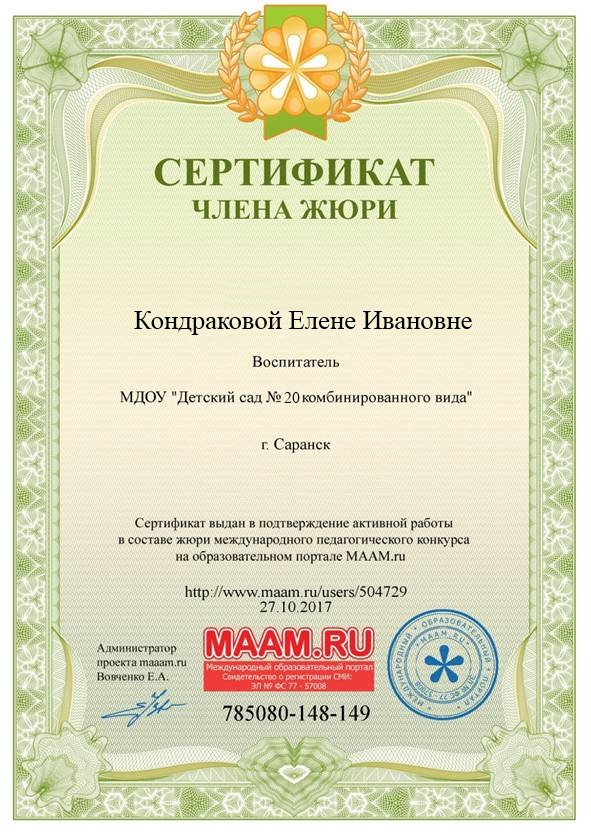 СЕРТИФИКАТ
ЧЛЕНА ЖЮРИ
Кондраковой Елене Ивановне
Воспитатель
МДОУ "Детский сад № 20 комбинированного вида"
г. Саранск
Сертификат выдан в подтверждение активной работы
в составе жюри международного педагогического конкурса
на образовательном портале MAAM.ru
http://www.maam.ru/users/504729
27.10.2017
Администратор
проекта maaam.ru
Вовченко Е.А.
MAAM.RU
Международный образовательный портал
Свидетельство о регистрации СМИ:
ЭЛ № ФС 77 - 57008
785080-148-149
МЕЖДУНАРОДНЫЙ ОБРАЗОВАТЕЛЬНЫЙ ПОРТАЛ
МААМ.RU